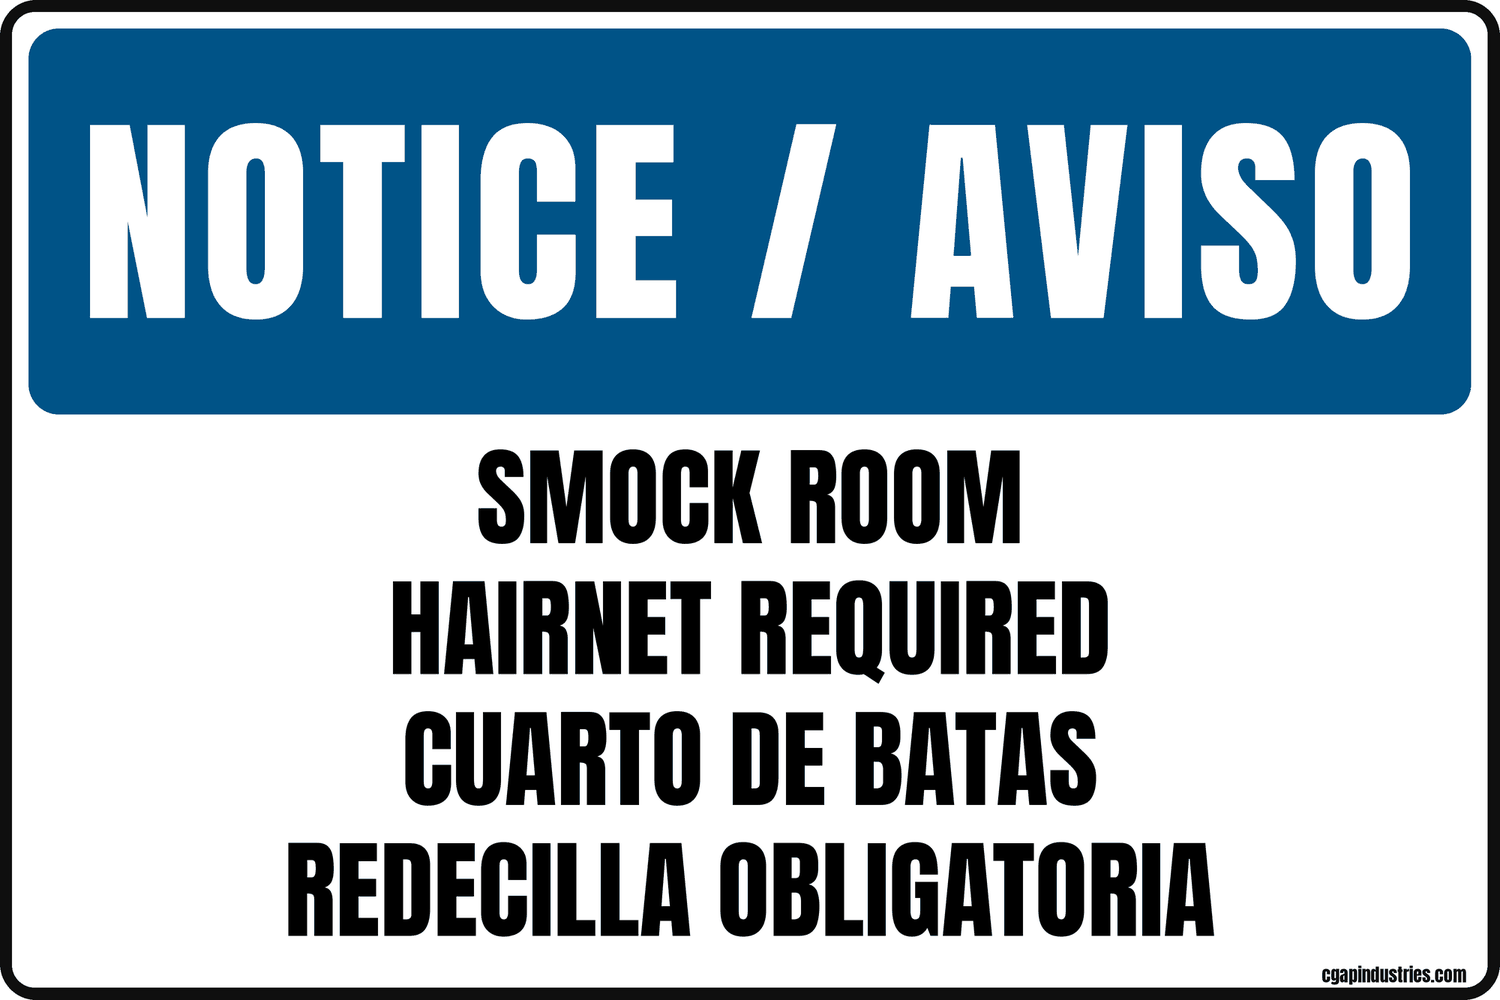 NOTICE / AVISO
SMOCK ROOM
HAIRNET REQUIRED
CUARTO DE BATAS
REDECILLA OBLIGATORIA
cgapindustries.com